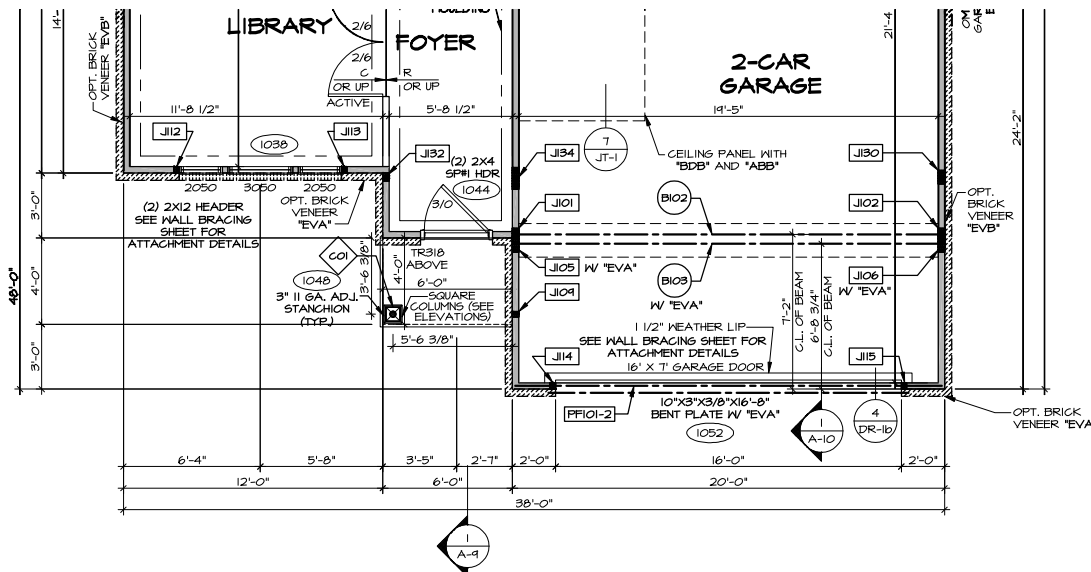 14'-
LIBRARY
2/6
2/6
MOULDING
FOYER
21'-4
GAR
2-CAR
GARAGE
OPT. BRICK
VENEER "EVB"
C
OR UP
R
OR UP
ACTIVE
11'-8 1/2"
5'-8 1/2"
19'-5"
24'-2"
J112
1038
J113
J132
(2) 2X4
SP#1 HDR
1044
J134
7
JT-1
CEILING PANEL WITH
"BDB" AND "ABB"
J130
2050
3050
2050
3/0
J101
B102
J102
OPT.
BRICK
VENEER
"EVB"
3'-0"
(2) 2X12 HEADER
SEE WALL BRACING
SHEET FOR
ATTACHMENT DETAILS
OPT. BRICK
VENEER
"EVA"
C01
3'-6 3/8"
4'-0"
TR318
ABOVE
J105
W/ "EVA"
B103
W/ "EVA"
J106
W/ "EVA"
48'-0"
4'-0"
1048
3" 11 GA. ADJ.
STANCHION
(TYP.)
6'-0"
SQUARE
COLUMNS (SEE
ELEVATIONS)
J109
7'-2"
C.L. OF BEAM
6'-8 3/4"
C.L. OF BEAM
5'-6 3/8"
3'-0"
1 1/2" WEATHER LIP
SEE WALL BRACING SHEET FOR
ATTACHMENT DETAILS
16' X 7' GARAGE DOOR
J114
J115
PF101-2
10"X3"X3/8"X16'-8"
BENT PLATE W/ "EVA"
1052
1
A-10
4
DR-1b
OPT. BRICK
VENEER "EVA
6'-4"
5'-8"
3'-5"
2'-7"
2'-0"
16'-0"
2'-0"
12'-0"
6'-0"
20'-0"
38'-0"
1
A-9